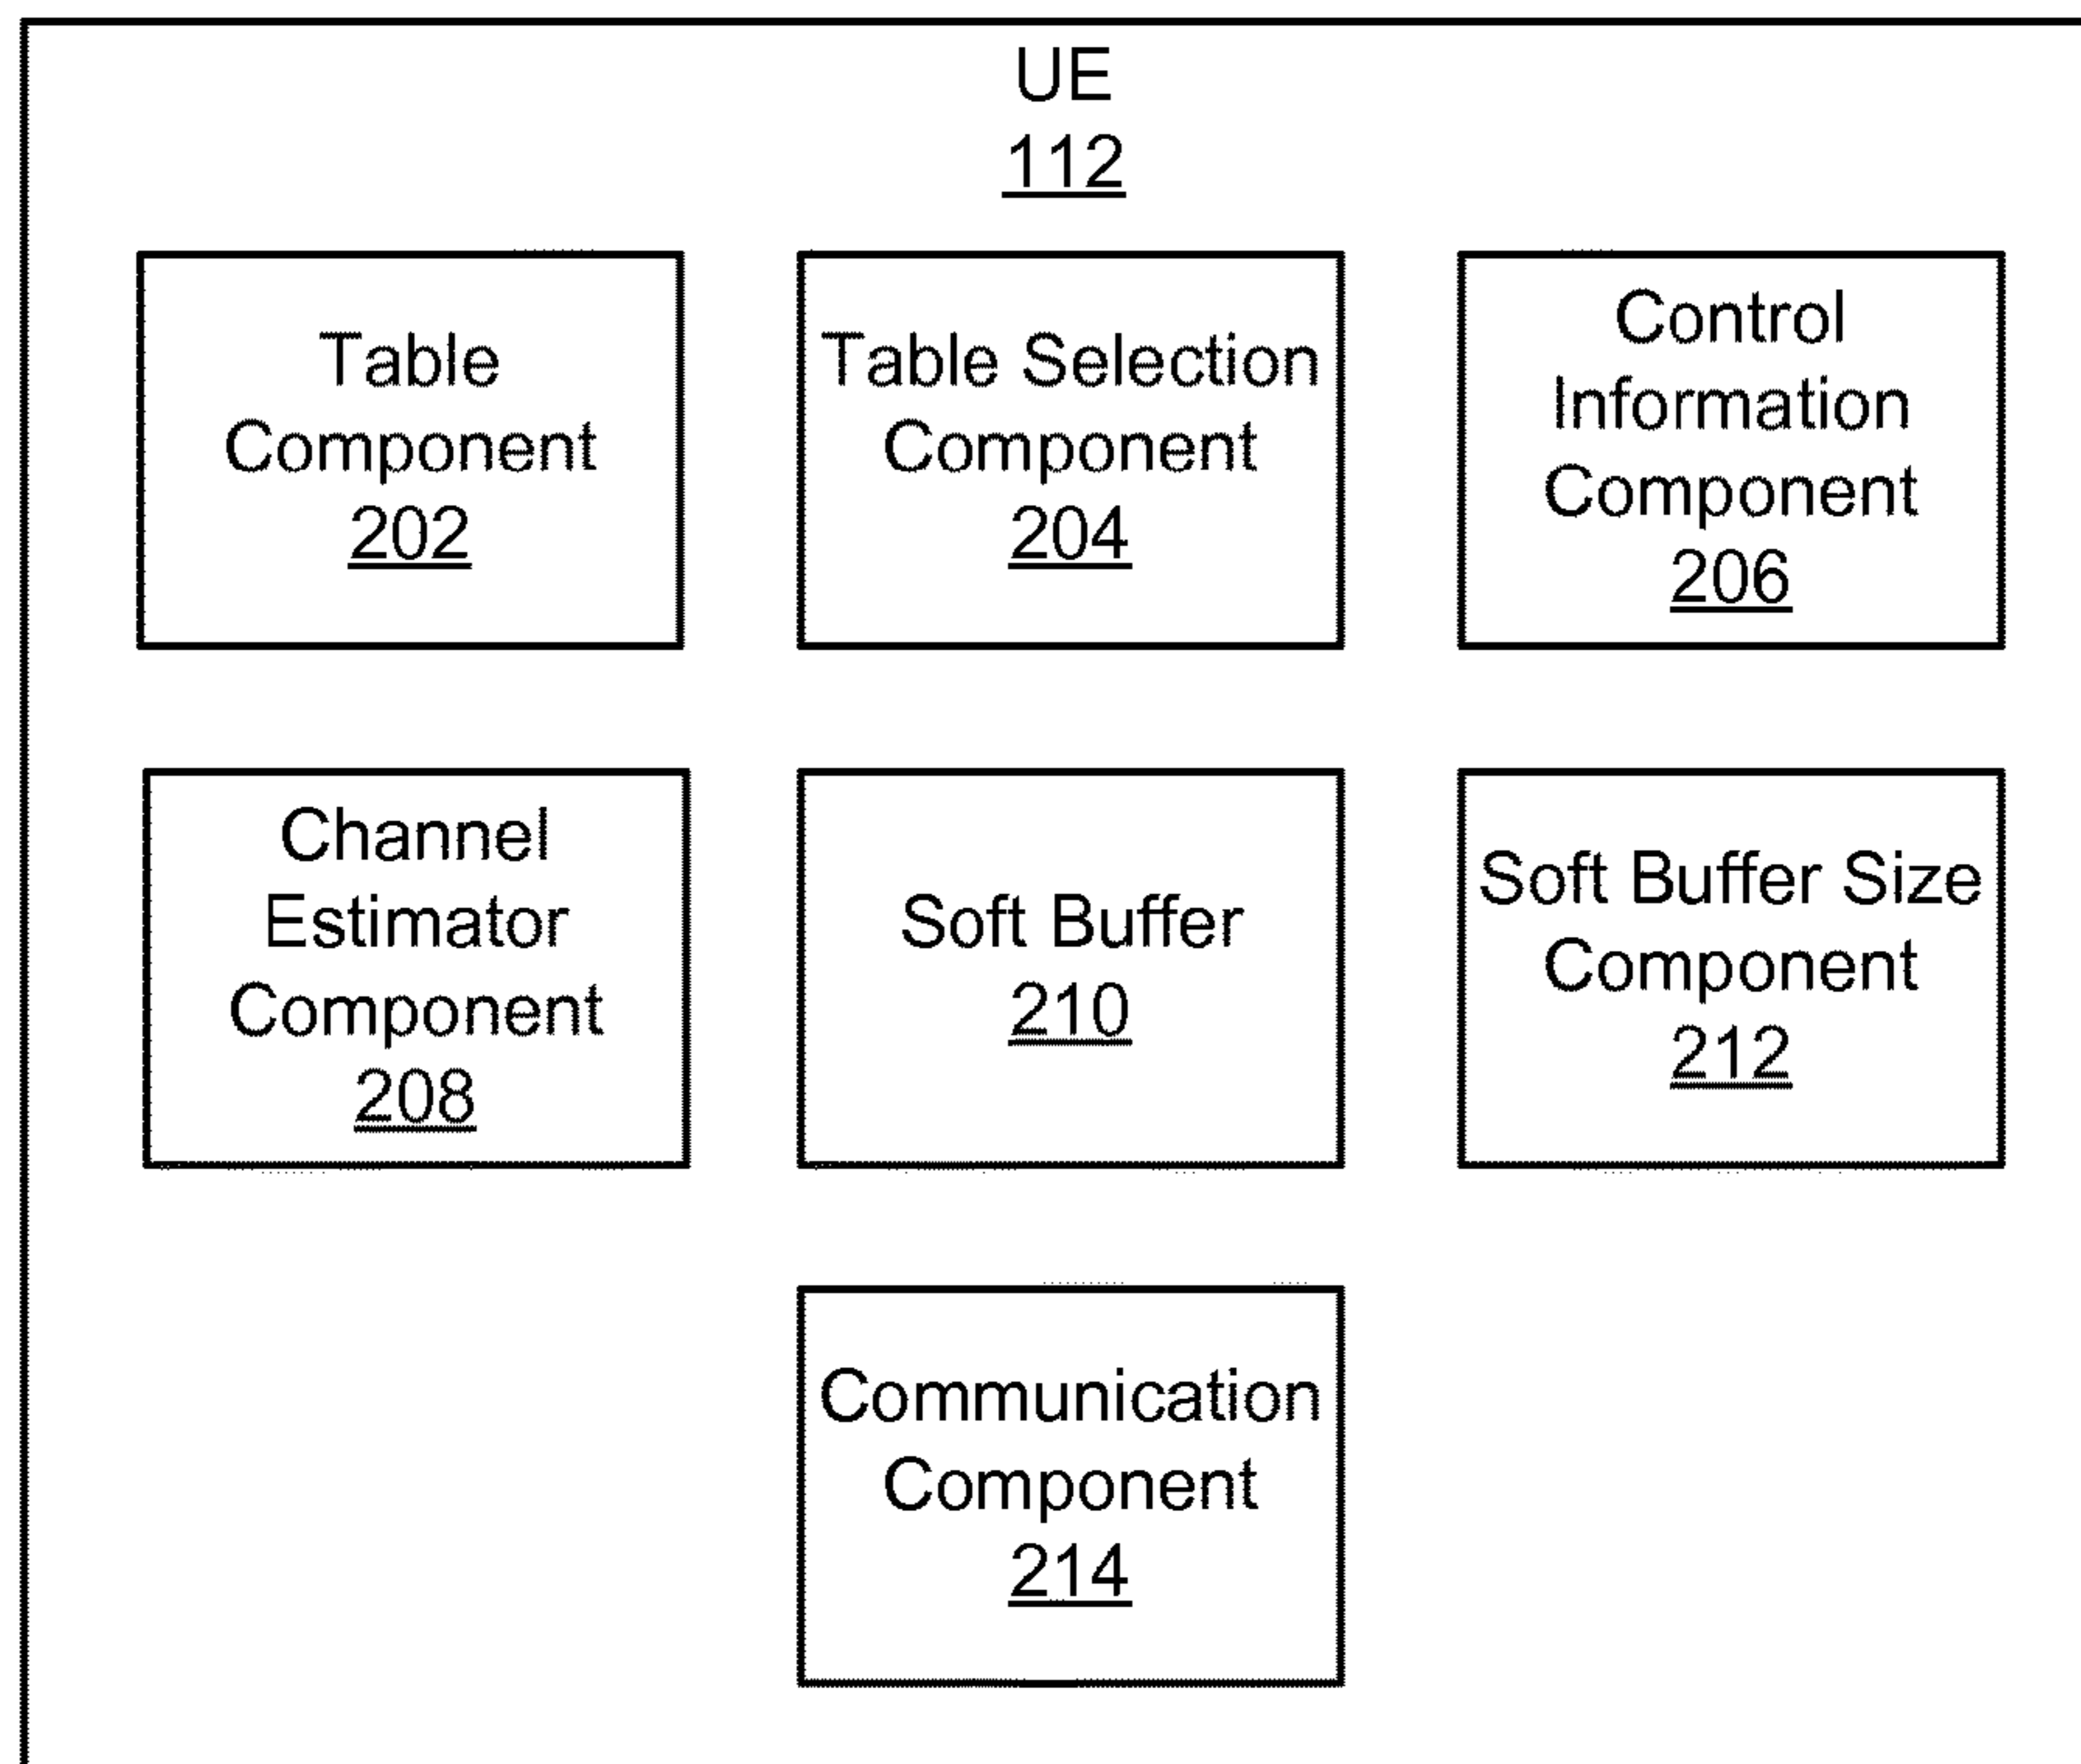 UE
112
Table
Component
202
Table Selection
Component
204
Control
Information
Component
206
Channel
Estimator
Component
208
Soft Buffer
210
Soft Buffer Size
Component
212
Communication
Component
214